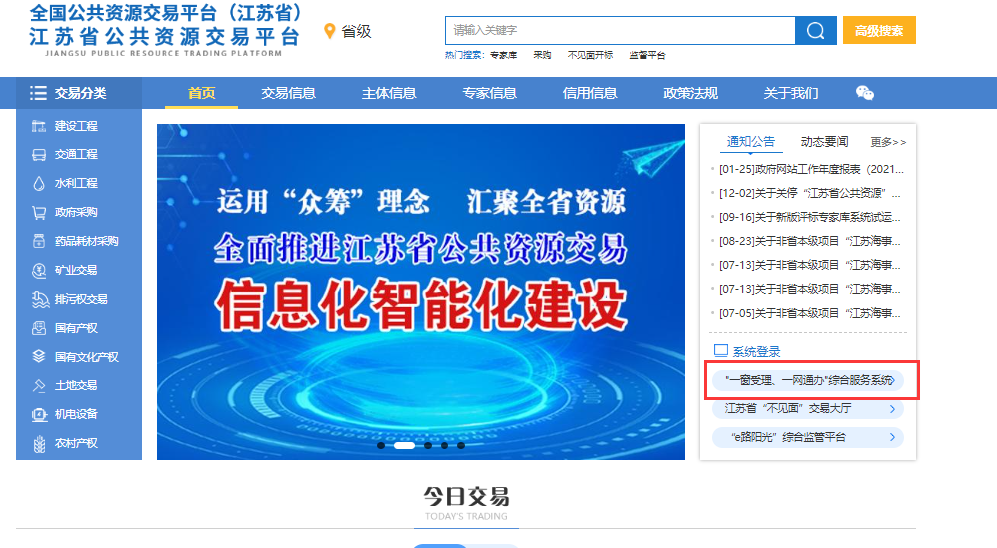 全国公共资源交易平台（江苏省）
江苏省公共资源交易平台
JIANGSU PUBLIC RESOURCE TRADING PLATFORM
省级
请输入关键字
高级搜索
热门搜索：专家库 采购 不见面开标 监督平台
交易分类
首页 交易信息 主体信息 专家信息 信用信息 政策法规 关于我们
建设工程
交通工程
水利工程
政府采购
药品耗材采购
矿业交易
排污权交易
国有产权
国有文化产权
土地交易
机电设备
农村产权
运用“众筹”理念 汇聚全省资源
全面推进江苏省公共资源交易
信息化智能化建设
通知公告 动态要闻 更多>>
[01-25]政府网站工作年度报表（2021...
[12-02]关于关停“江苏省公共资源”...
[09-16]关于新版评标专家库系统试运...
[08-23]关于非省本级项目“江苏海事...
[07-13]关于非省本级项目“江苏海事...
[07-13]关于非省本级项目“江苏海事...
[07-05]关于非省本级项目“江苏海事...
系统登录
"一窗受理、一网通办"综合服务系统
江苏省“不见面”交易大厅
“e路阳光”综合监管平台
今日交易
TODAY'S TRADING